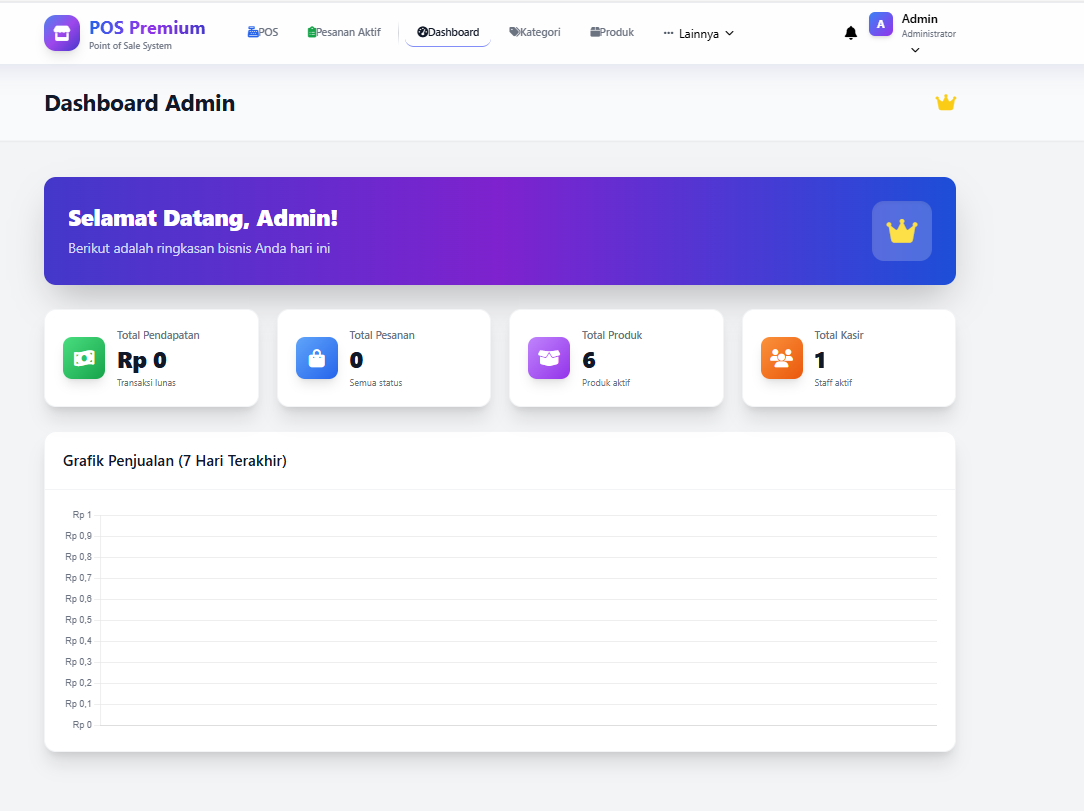 POS Premium
Point of Sale System
POS
Pesanan Aktif
Dashboard
Kategori
Produk
Lainnya
A
Admin
Administrator
Dashboard Admin
Selamat Datang, Admin!
Berikut adalah ringkasan bisnis Anda hari ini
Total Pendapatan
Rp 0
Transaksi lunas
Total Pesanan
0
Semua status
Total Produk
6
Produk aktif
Total Kasir
1
Staff aktif
Grafik Penjualan (7 Hari Terakhir)
Rp 1
Rp 0,9
Rp 0,8
Rp 0,7
Rp 0,6
Rp 0,5
Rp 0,4
Rp 0,3
Rp 0,2
Rp 0,1
Rp 0